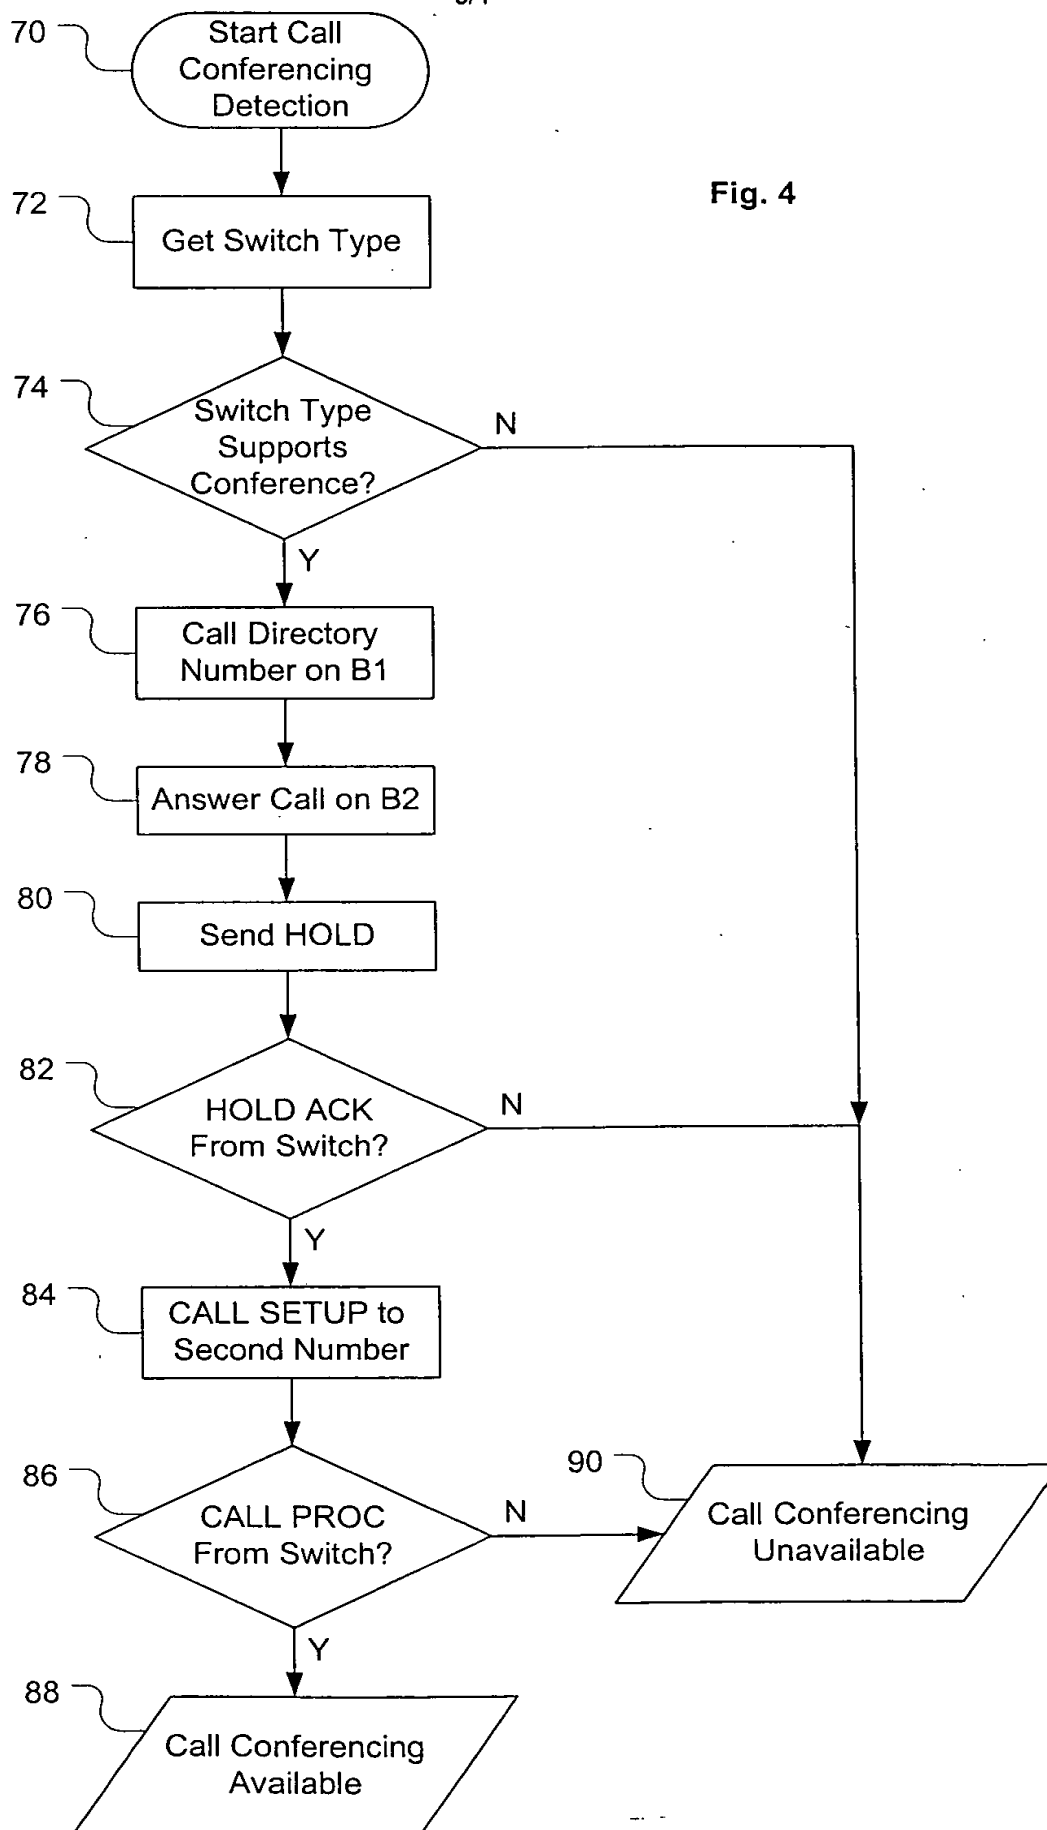 70
Start Call
Conferencing
Detection
Fig. 4
72
Get Switch Type
74
Switch Type
Supports
Conference?
N
Y
76
Call Directory
Number on B1
78
Answer Call on B2
80
Send HOLD
82
HOLD ACK
From Switch?
N
Y
84
CALL SETUP to
Second Number
86
CALL PROC
From Switch?
N
90
Call Conferencing
Unavailable
Y
88
Call Conferencing
Available